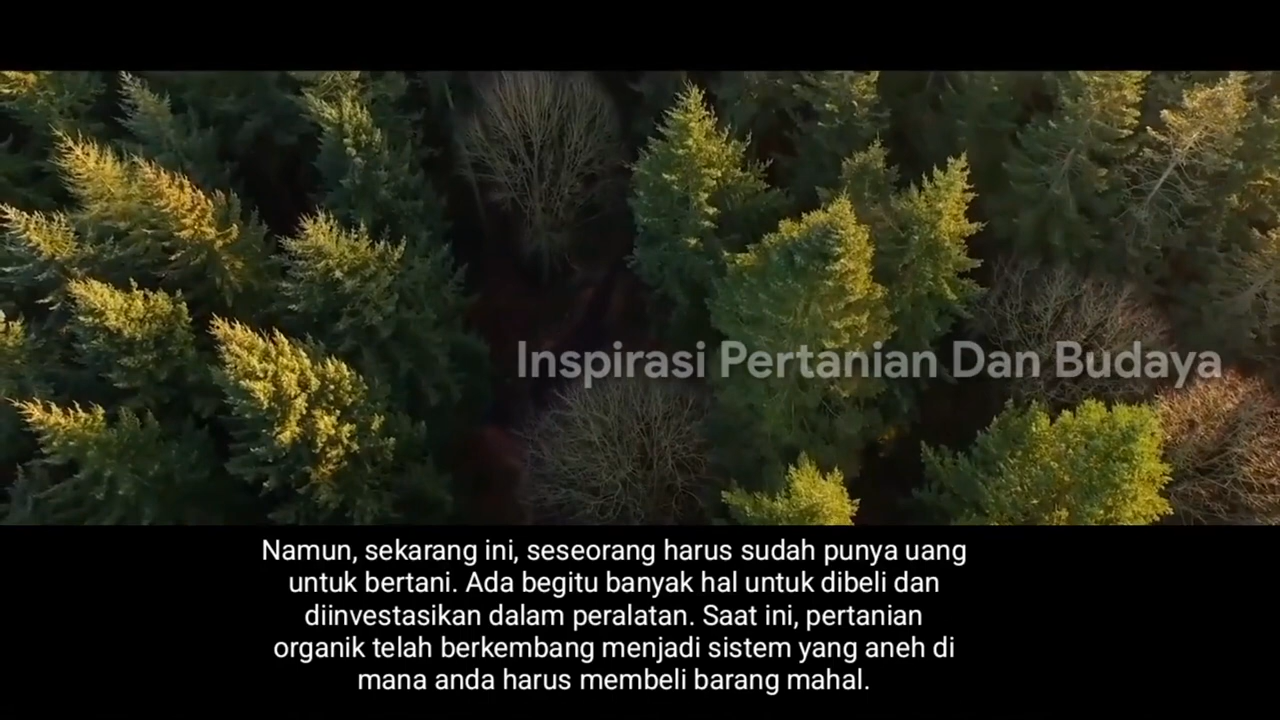 Inspirasi Pertanian Dan Budaya
Namun, sekarang ini, seseorang harus sudah punya uang
untuk bertani. Ada begitu banyak hal untuk dibeli dan
diinvestasikan dalam peralatan. Saat ini, pertanian
organik telah berkembang menjadi sistem yang aneh di
mana anda harus membeli barang mahal.